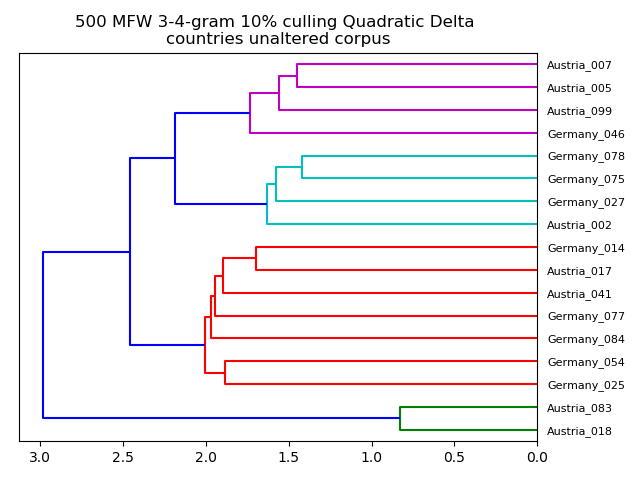 500 MFW 3-4-gram 10% culling Quadratic Delta
countries unaltered corpus
Austria_007
Austria_005
Austria_099
Germany_046
Germany_078
Germany_075
Germany_027
Austria_002
Germany_014
Austria_017
Austria_041
Germany_077
Germany_084
Germany_054
Germany_025
Austria_083
Austria_018
3.0 2.5 2.0 1.5 1.0 0.5 0.0